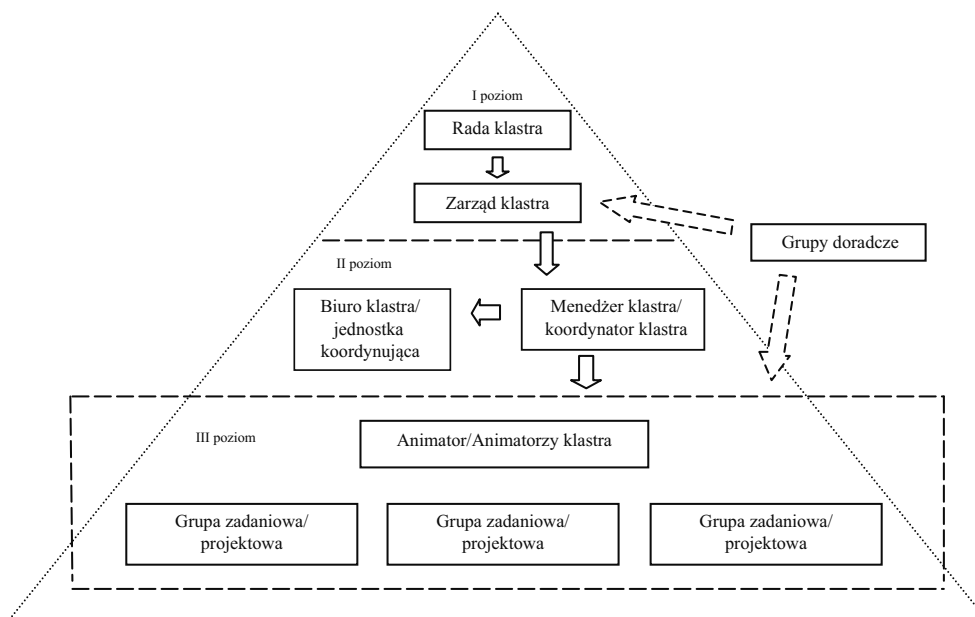 I poziom
Rada klastra
Zarząd klastra
Grupy doradcze
II poziom
Biuro klastra/
jednostka
koordynująca
Menedżer klastra/
koordynator klastra
III poziom
Animator/Animatorzy klastra
Grupa zadaniowa/
projektowa
Grupa zadaniowa/
projektowa
Grupa zadaniowa/
projektowa